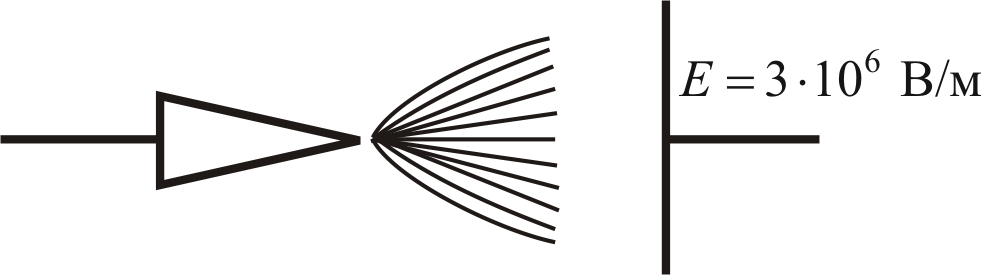 E = 3·10⁶ В/м